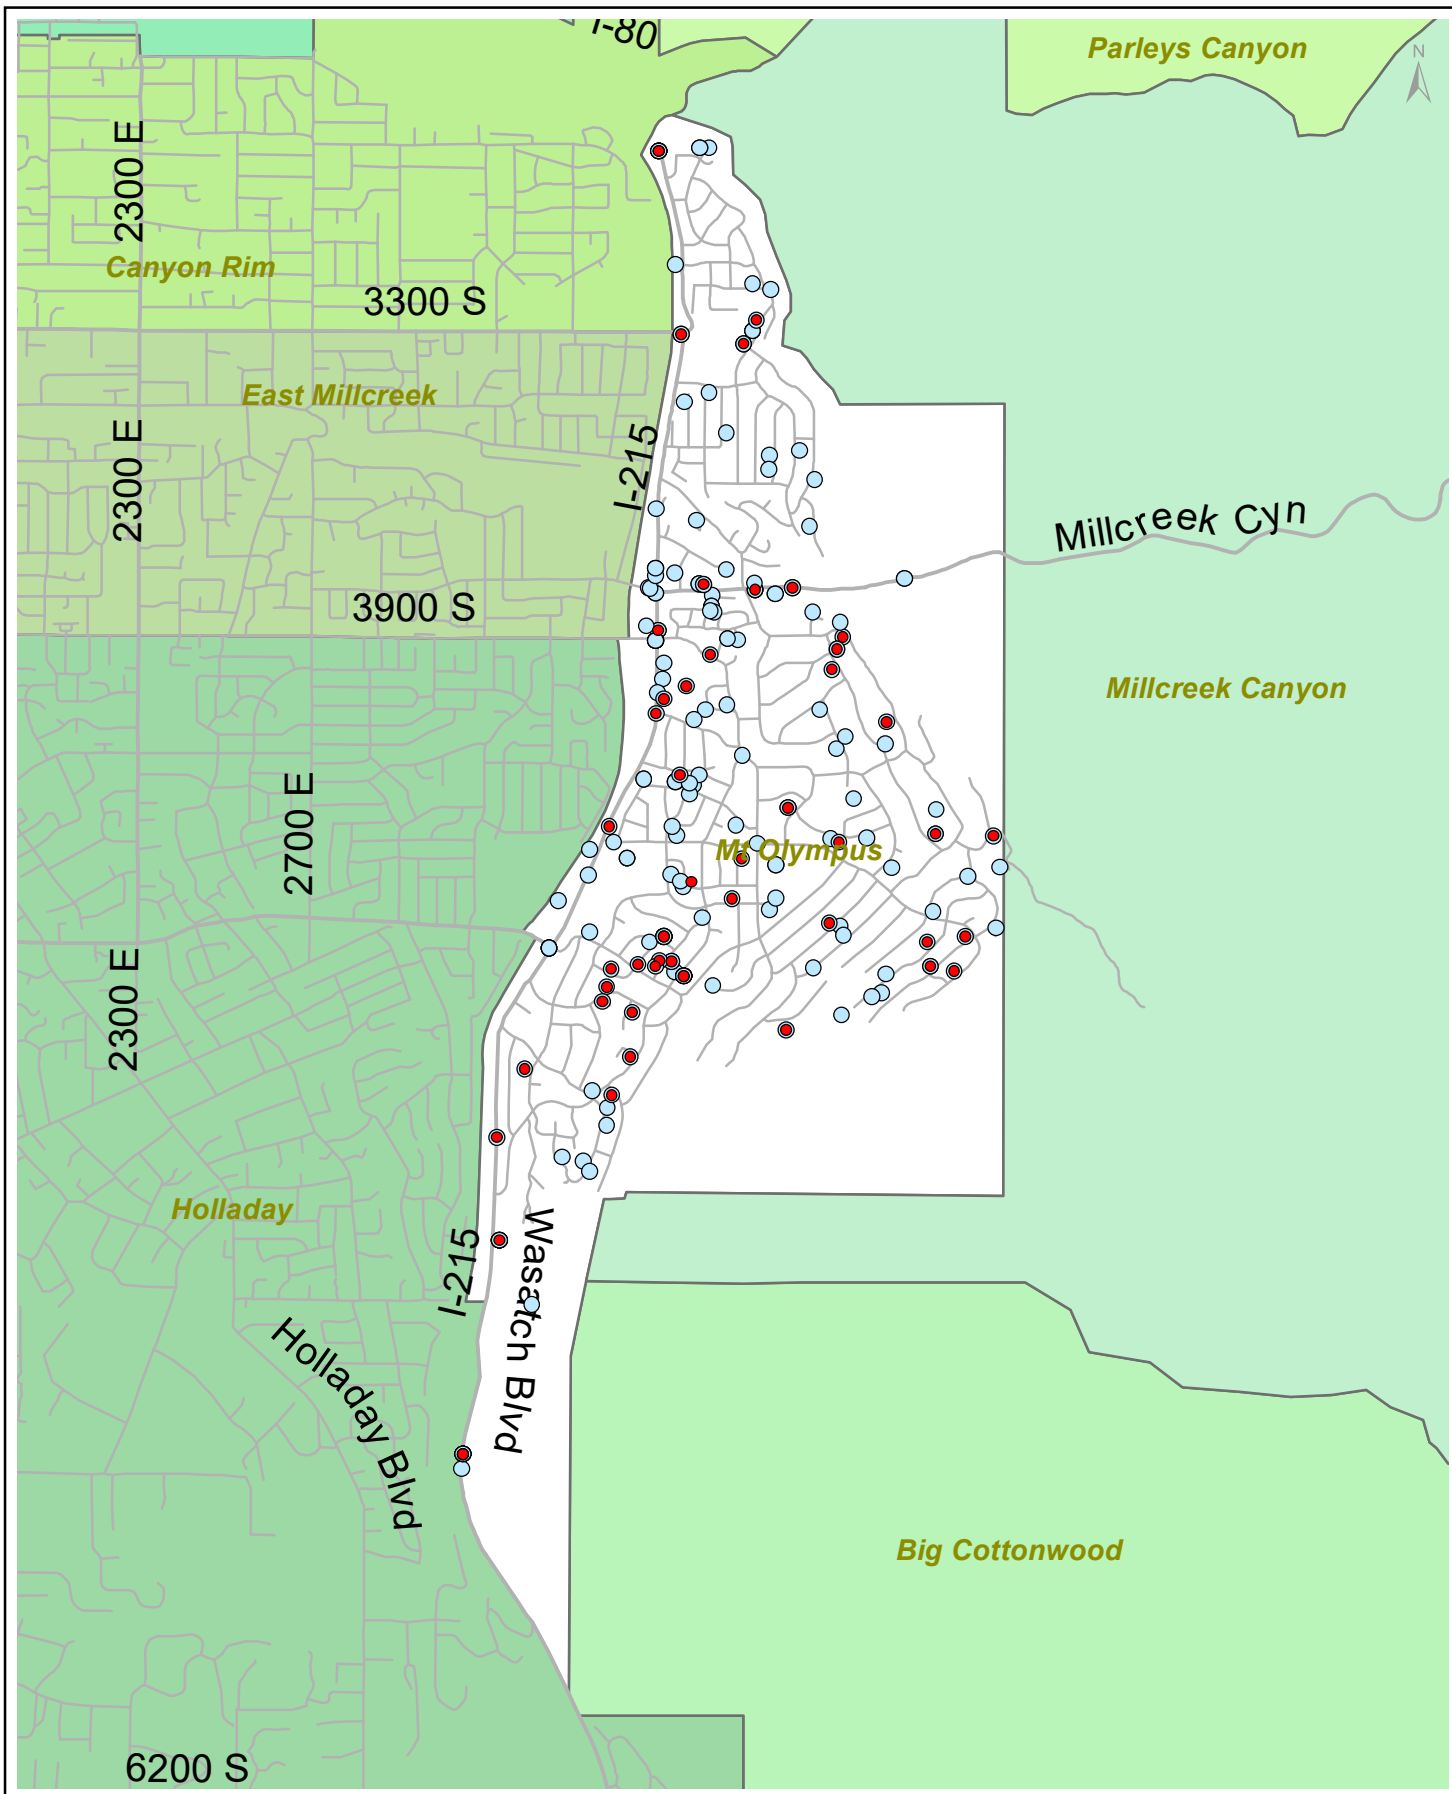 I-80
Parleys Canyon
N
2300 E
Canyon Rim
3300 S
East Millcreek
2300 E
I-215
Millcreek Cyn
3900 S
Millcreek Canyon
2700 E
Mt Olympus
2300 E
Holladay
I-215
Wasatch Blvd
Holladay Blvd
Big Cottonwood
6200 S